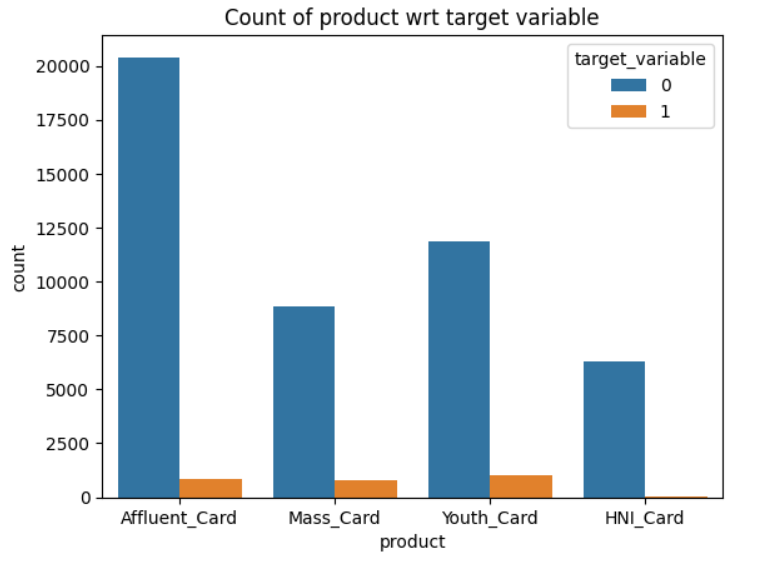 Count of product wrt target variable
target_variable
0
1
20000
17500
15000
12500
10000
7500
5000
2500
0
count
Affluent_Card Mass_Card Youth_Card HNI_Card
product